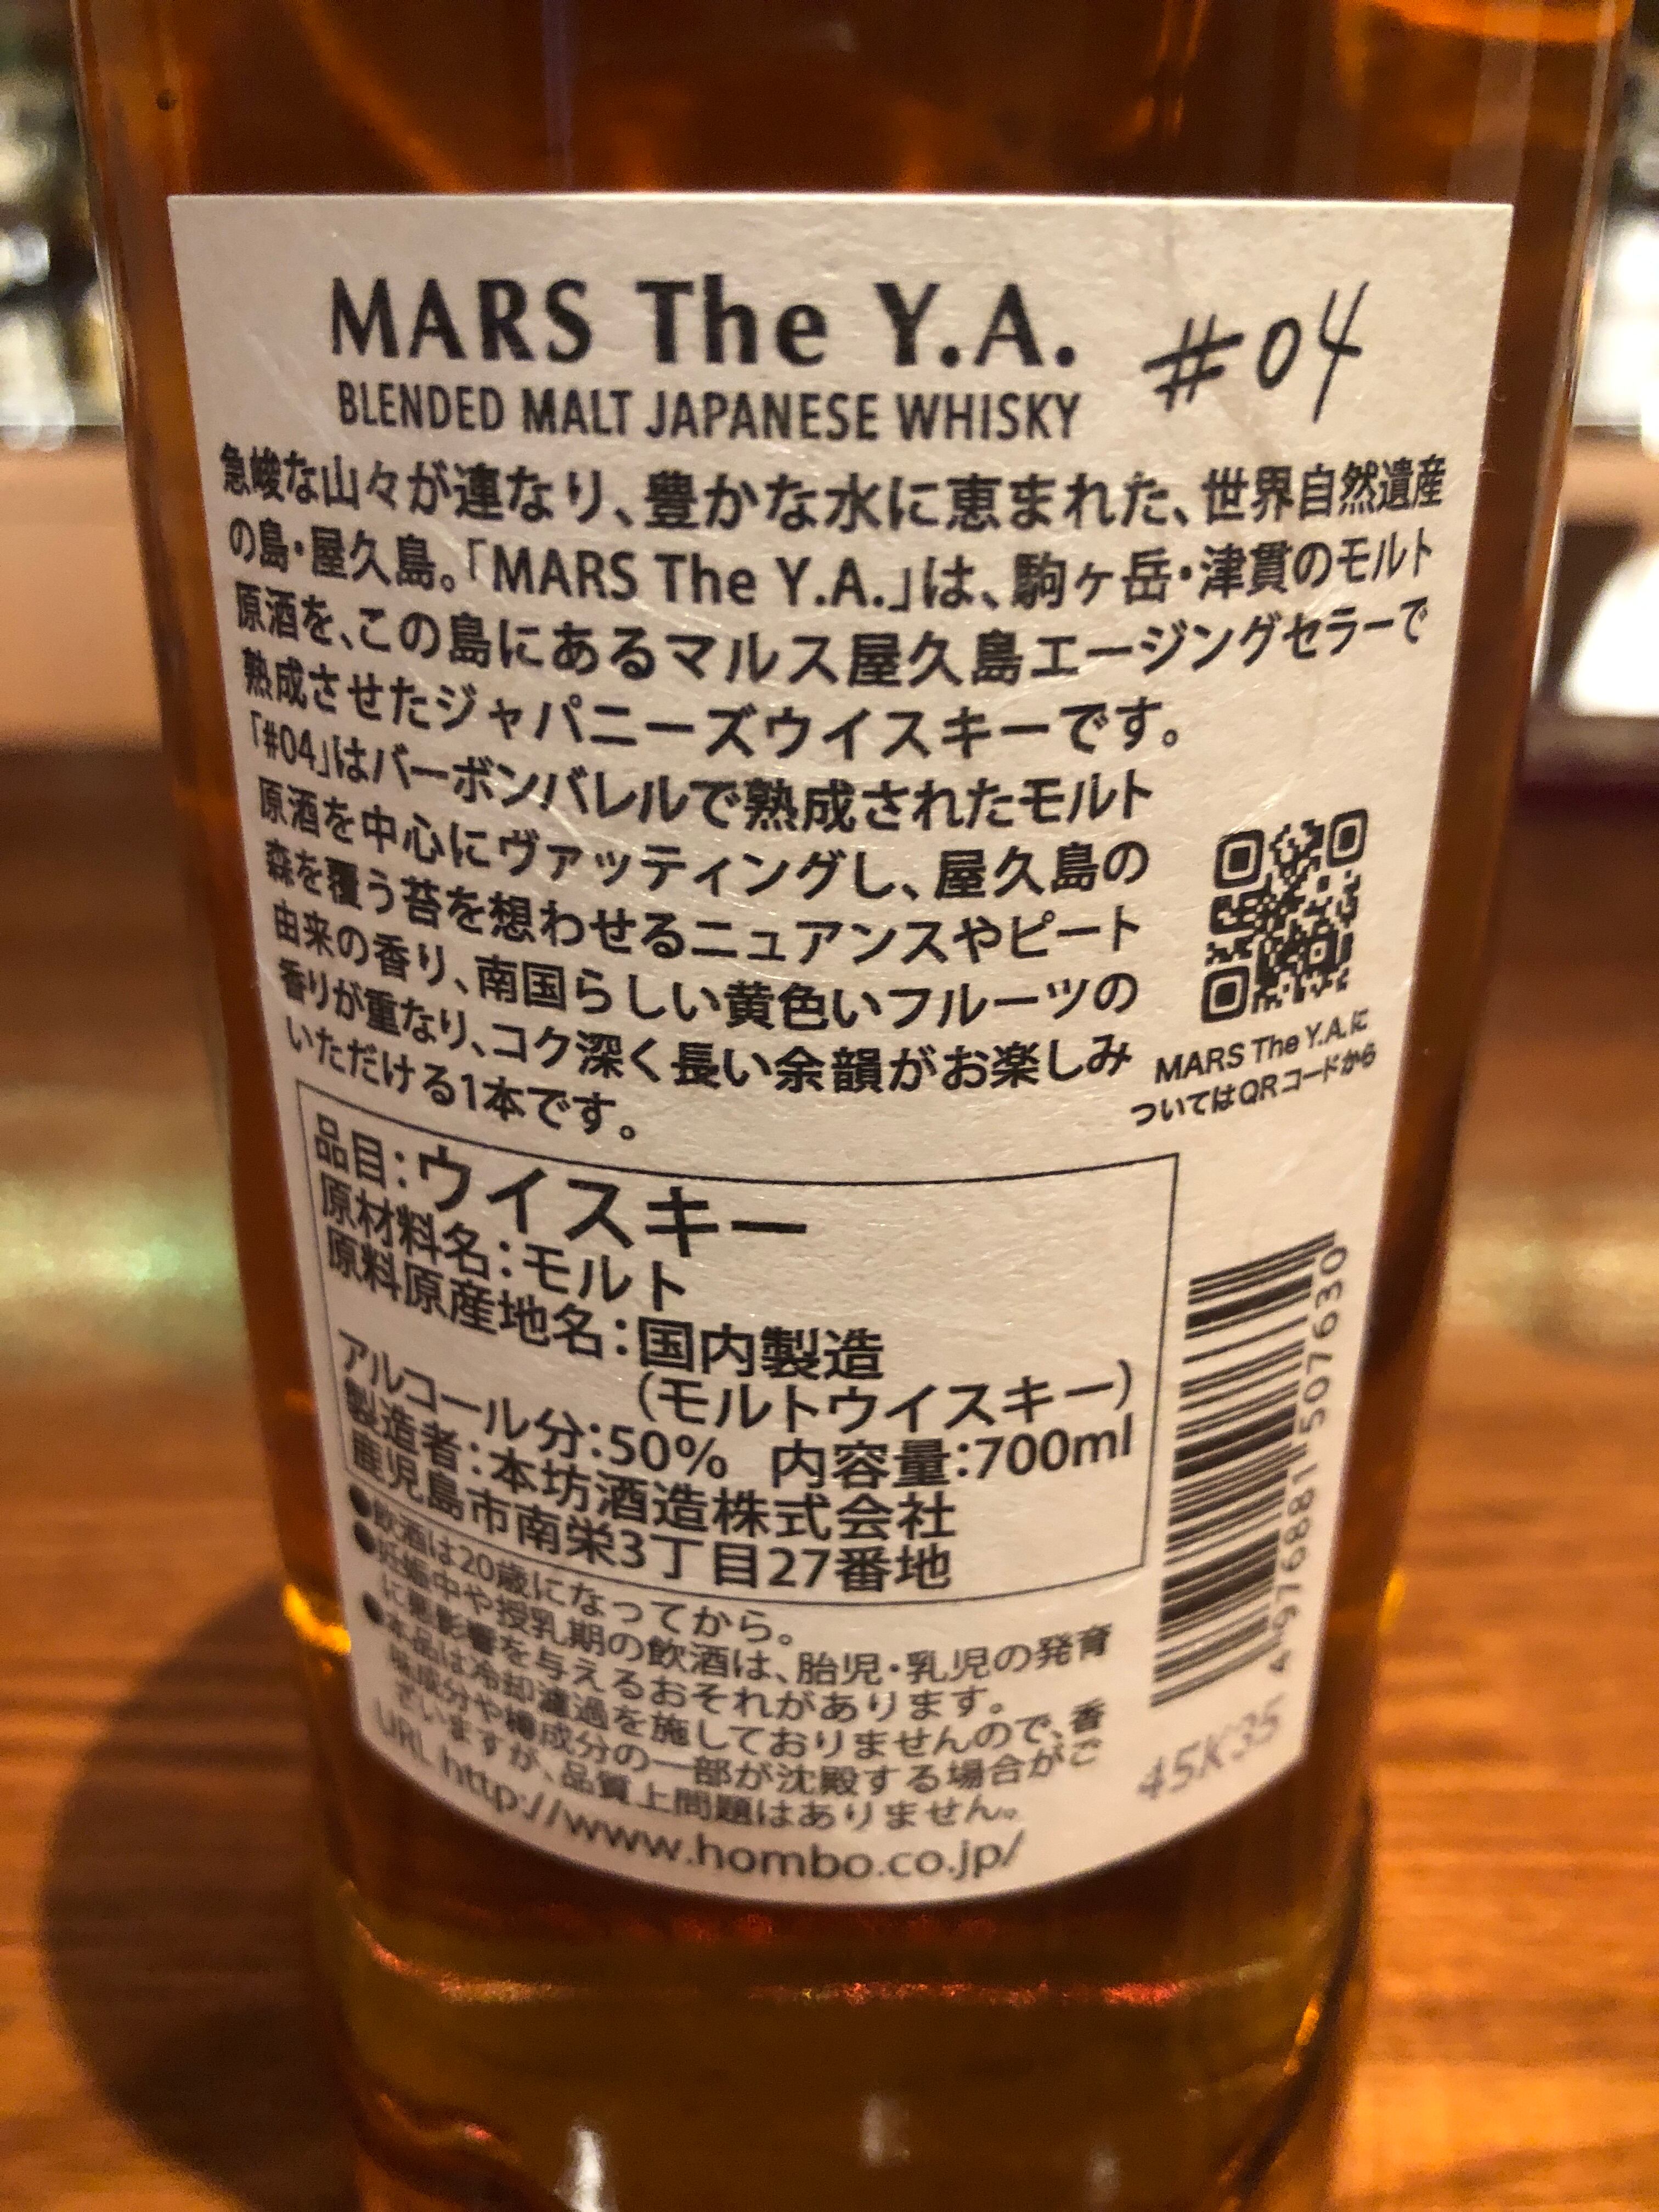 MARS The Y.A. #04
BLENDED MALT JAPANESE WHISKY
急峻な山々が連なり、豊かな水に恵まれた、世界自然遺産
の島・屋久島。「MARS The Y.A.」は、駒ヶ岳・津貫のモルト
原酒を、この島にあるマルス屋久島エージングセラーで
熟成させたジャパニーズウイスキーです。
「#04」はバーボンバレルで熟成されたモルト
原酒を中心にヴァッティングし、屋久島の
森を覆う苔を想わせるニュアンスやピート
由来の香り、南国らしい黄色いフルーツの
香りが重なり、コク深く長い余韻がお楽しみ
いただける1本です。
MARS The Y.A.に
ついてはQRコードから
品目:ウイスキー
原材料名:モルト
原料原産地名:国内製造
(モルトウイスキー)
アルコール分:50% 内容量:700ml
製造者:本坊酒造株式会社
鹿児島市南栄3丁目27番地
●飲酒は20歳になってから。
●妊娠中や授乳期の飲酒は、胎児・乳児の発育
に悪影響を与えるおそれがあります。
●本品は冷却濾過を施しておりませんので、香
味成分や樽成分の一部が沈殿する場合がご
ざいますが、品質上問題はありません。
URL http://www.hombo.co.jp/
4976881507630
45K35